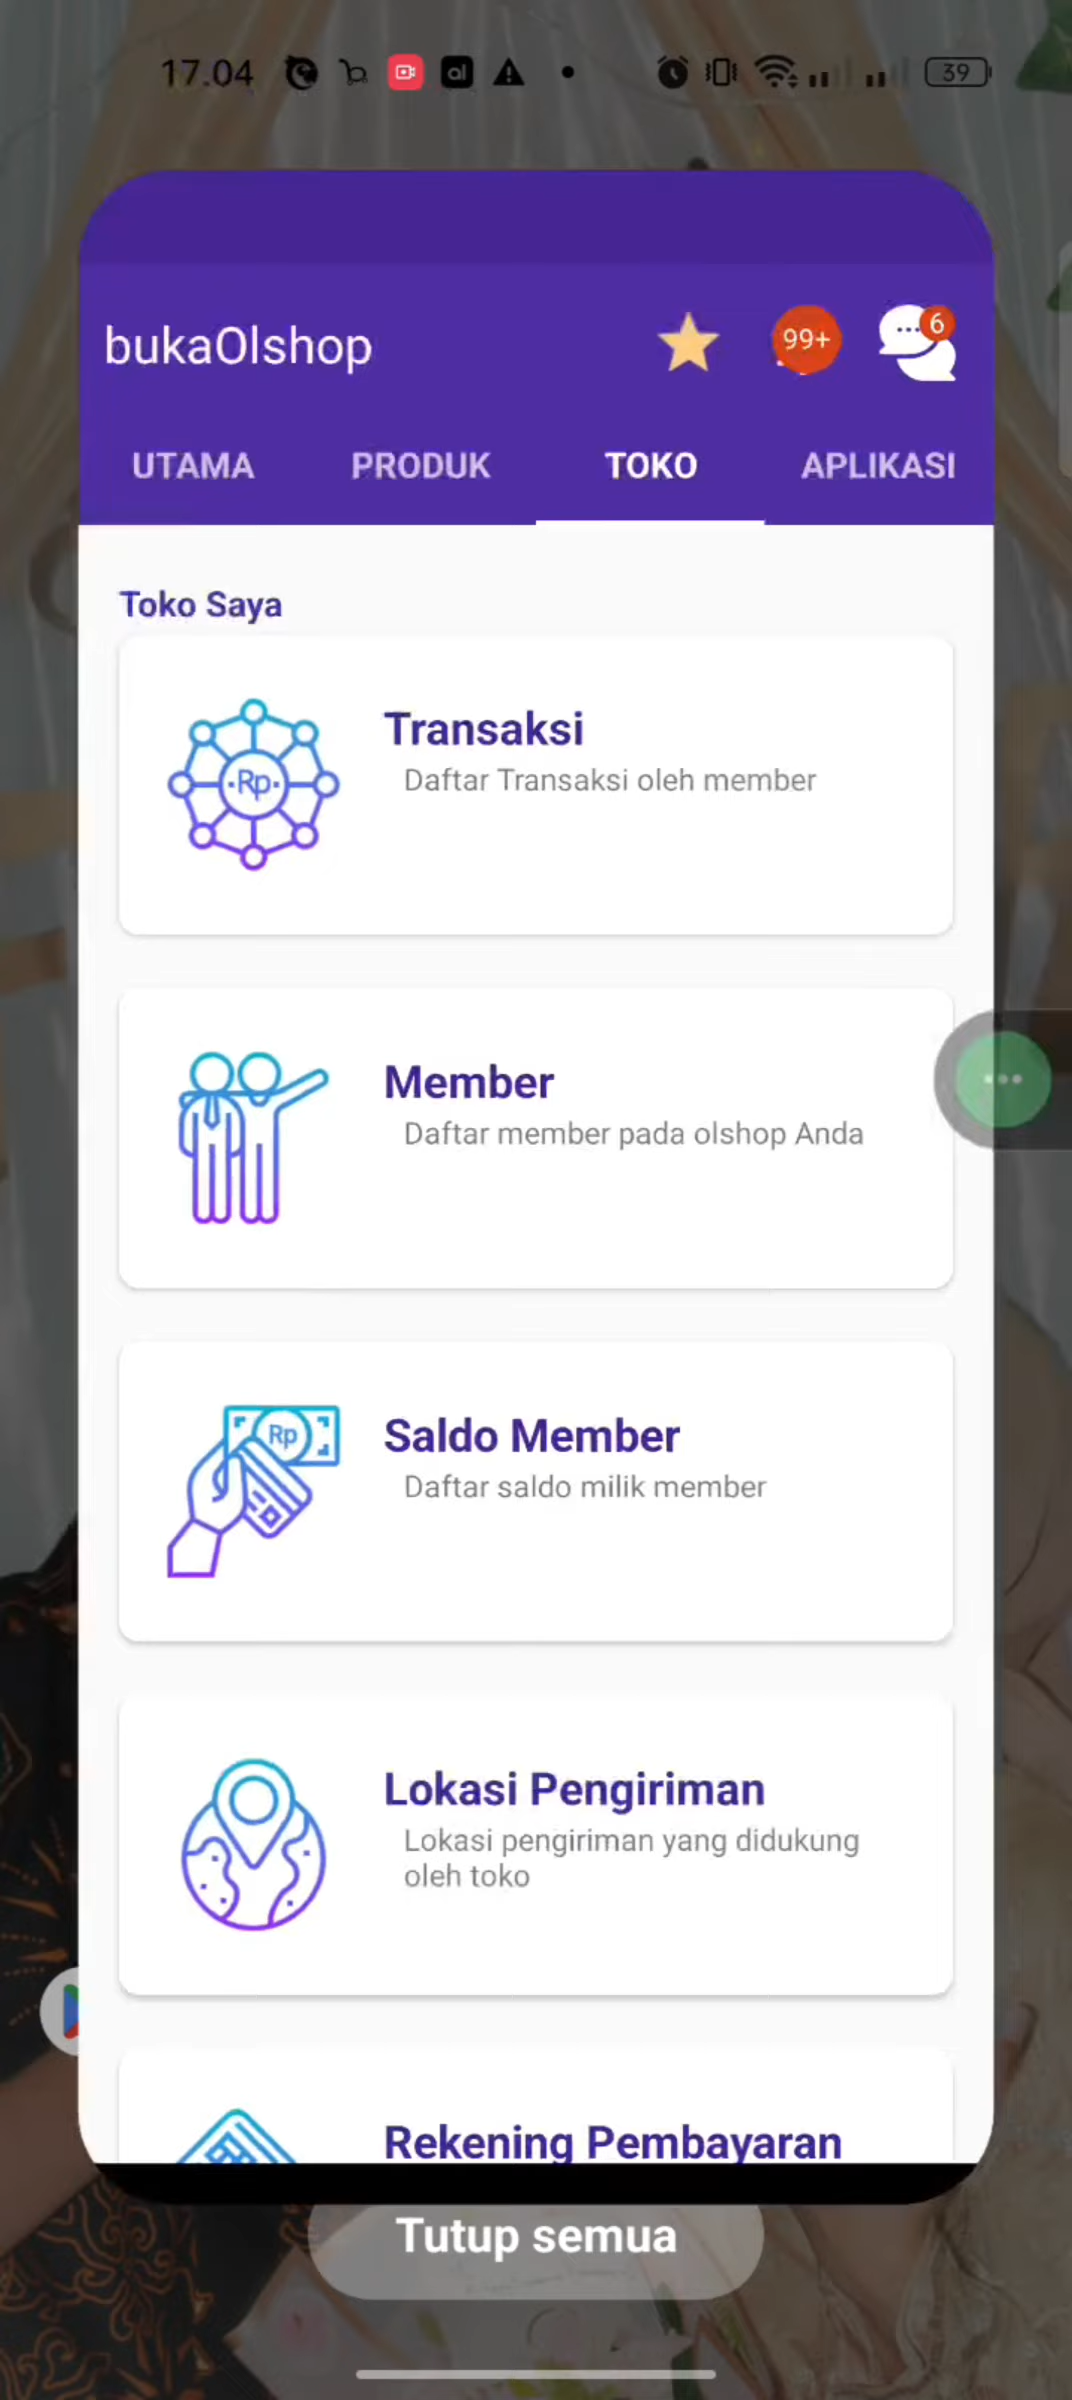 17.04
39
bukaOlshop
99+
6
UTAMA PRODUK TOKO APLIKASI
Toko Saya
Rp
Transaksi
Daftar Transaksi oleh member
Member
Daftar member pada olshop Anda
Rp
Saldo Member
Daftar saldo milik member
Lokasi Pengiriman
Lokasi pengiriman yang didukung
oleh toko
Rekening Pembayaran
Tutup semua